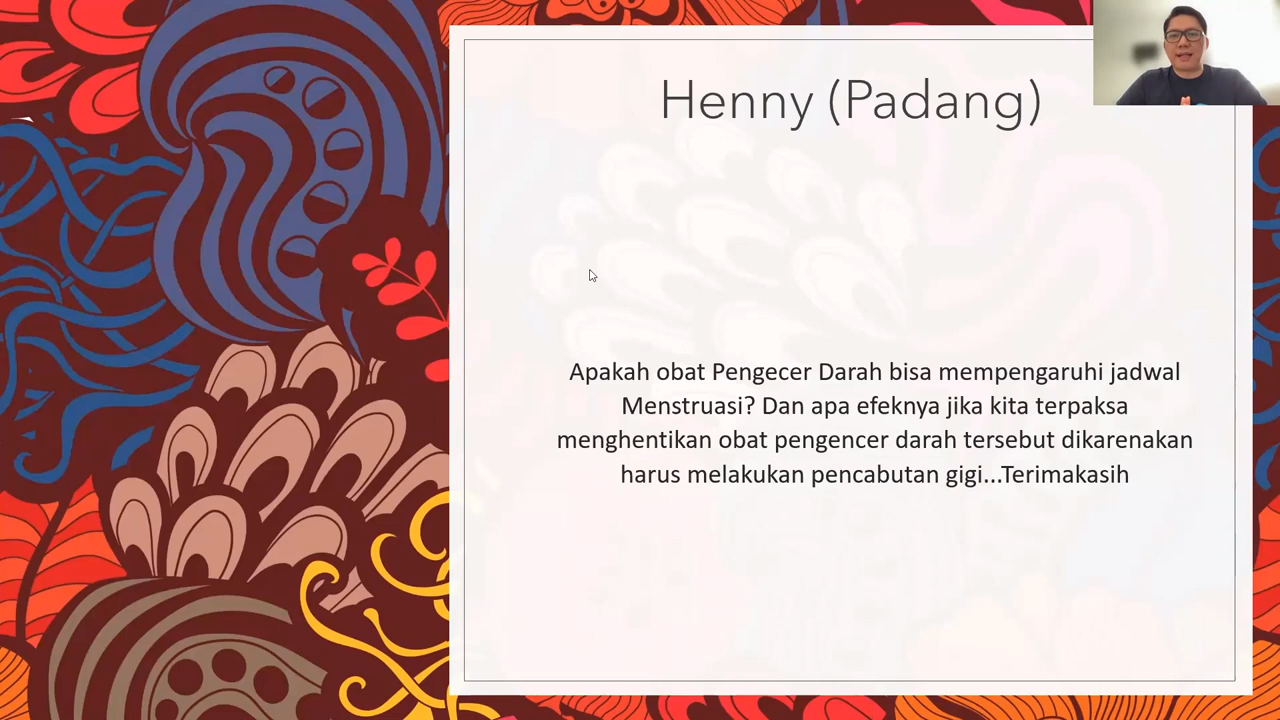 Henny (Padang)
Apakah obat Pengecer Darah bisa mempengaruhi jadwal
Menstruasi? Dan apa efeknya jika kita terpaksa
menghentikan obat pengencer darah tersebut dikarenakan
harus melakukan pencabutan gigi...Terimakasih